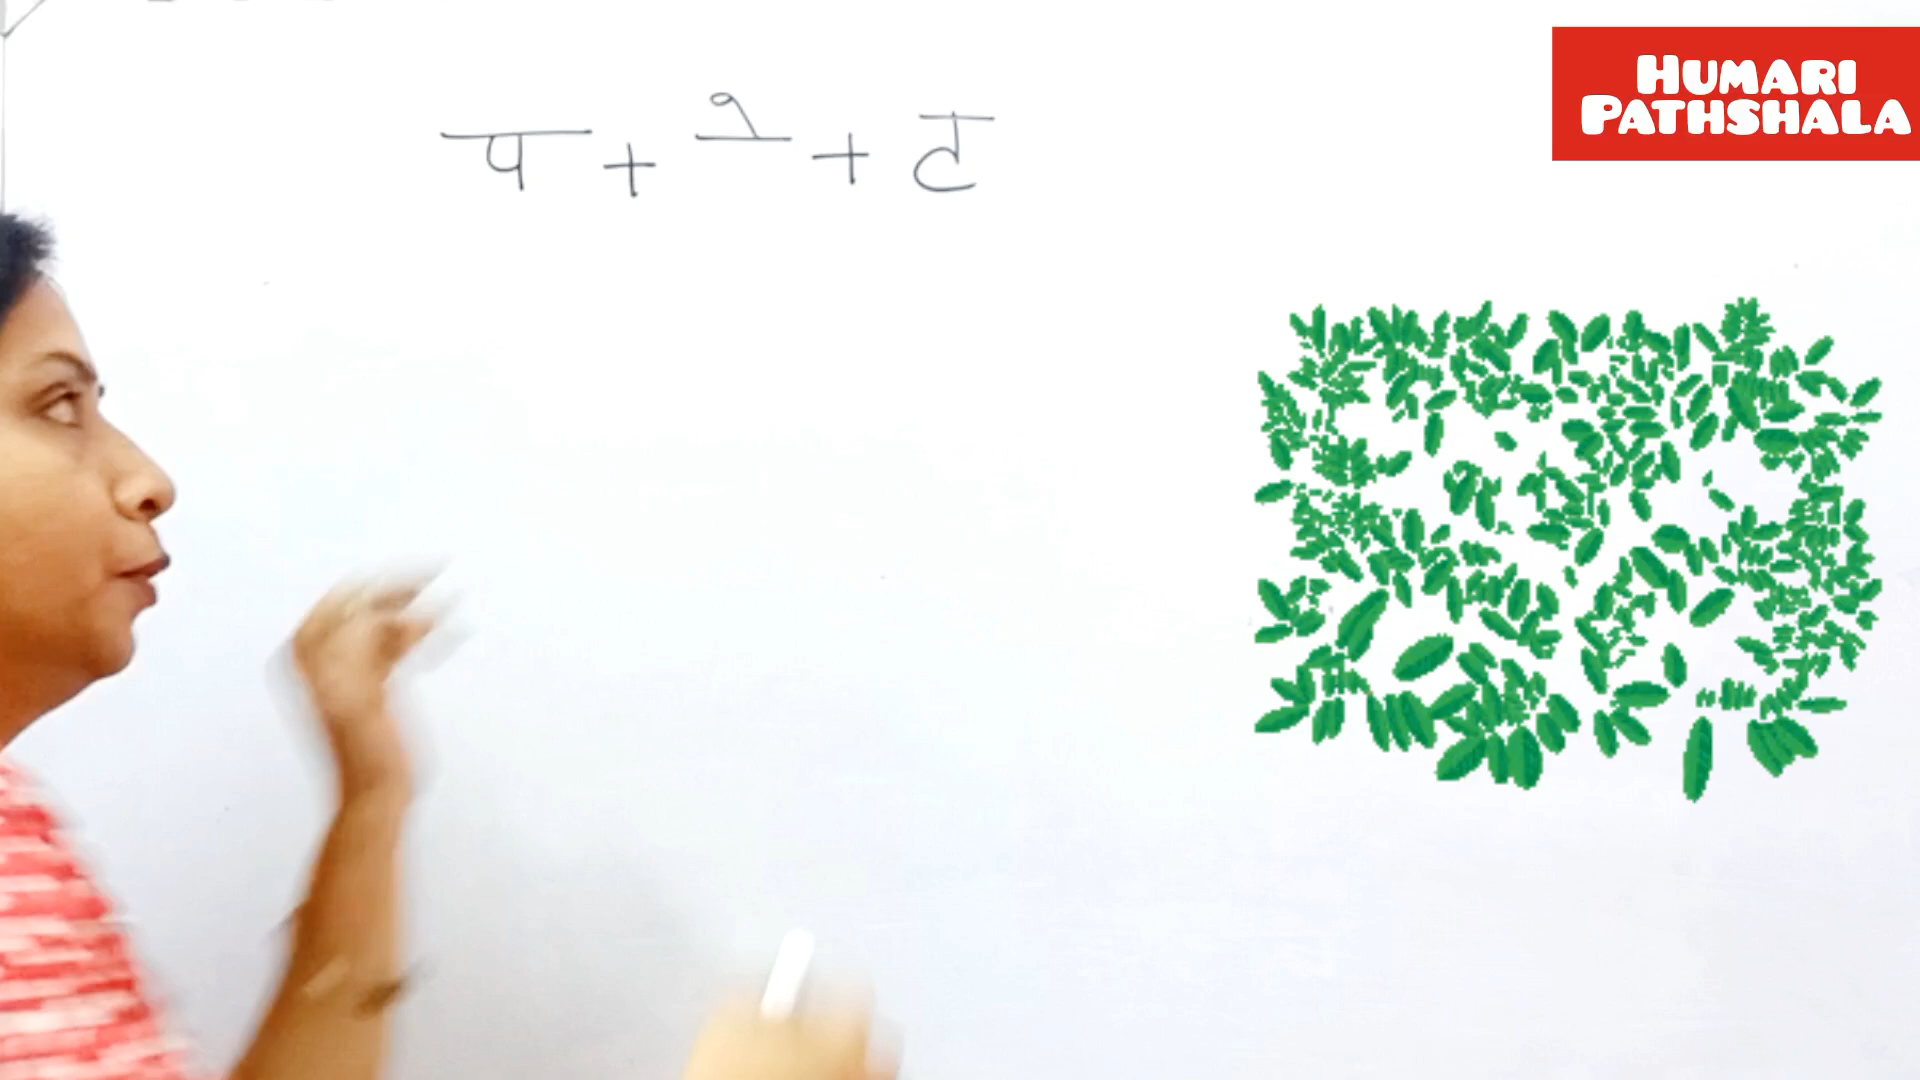 प + े + ट
HUMARI
PATHSHALA